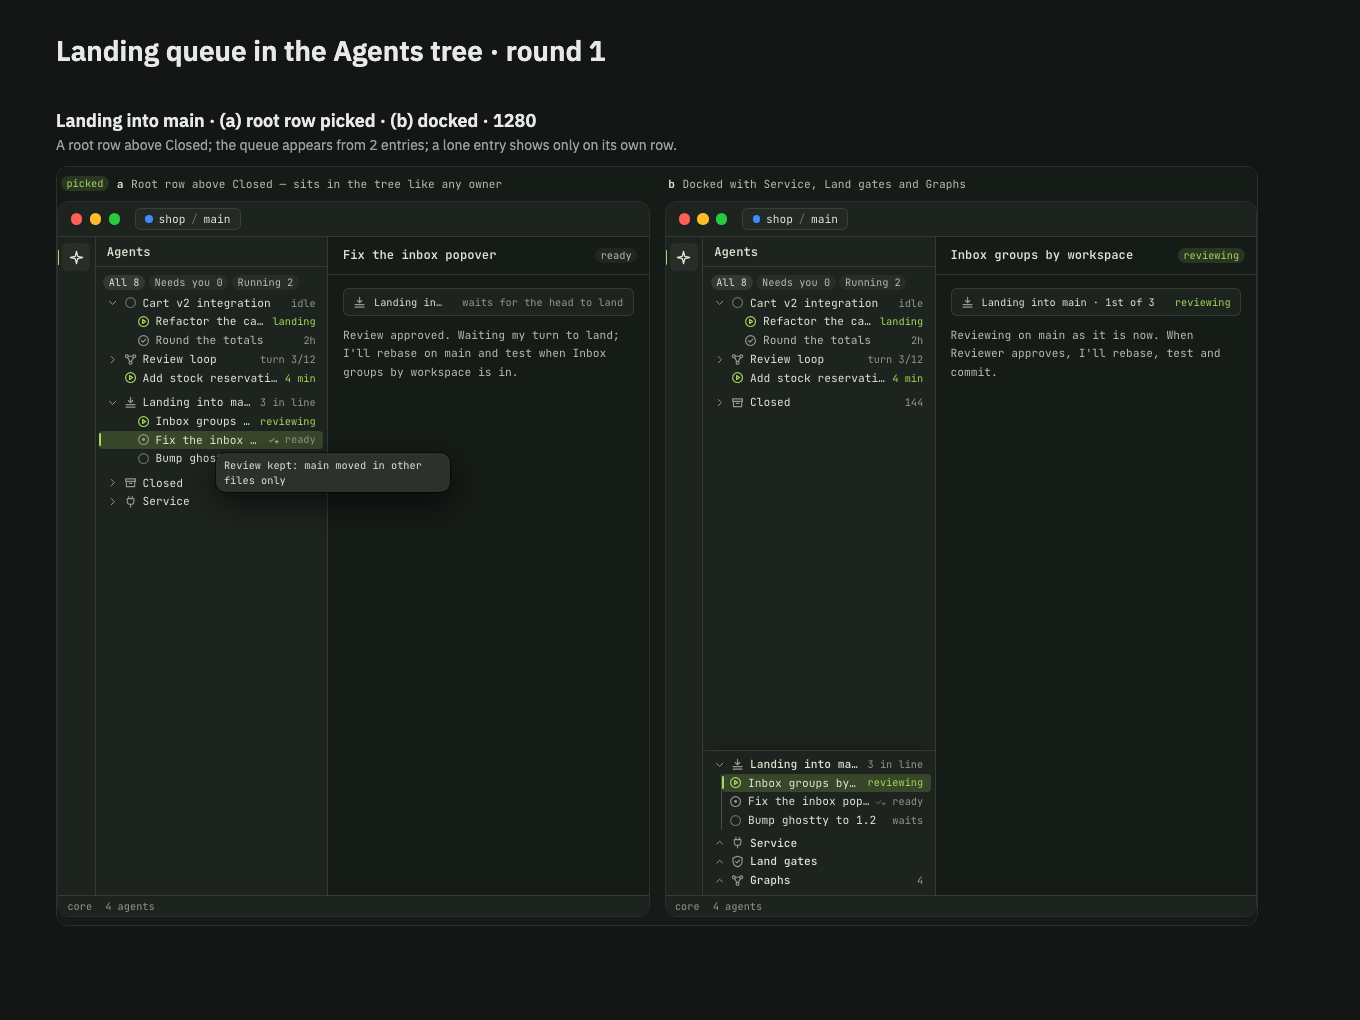 Landing queue in the Agents tree · round 1
Landing into main · (a) root row picked · (b) docked · 1280
A root row above Closed; the queue appears from 2 entries; a lone entry shows only on its own row.
picked a Root row above Closed — sits in the tree like any owner
shop / main
Agents
All 8 Needs you 0 Running 2
Cart v2 integration idle
Refactor the ca… landing
Round the totals 2h
Review loop turn 3/12
Add stock reservati… 4 min
Landing into ma… 3 in line
Inbox groups … reviewing
Fix the inbox … ready
Bump ghos
Review kept: main moved in other
files only
Closed
Service
Fix the inbox popover ready
Landing in… waits for the head to land
Review approved. Waiting my turn to land;
I'll rebase on main and test when Inbox
groups by workspace is in.
core 4 agents
b Docked with Service, Land gates and Graphs
shop / main
Agents
All 8 Needs you 0 Running 2
Cart v2 integration idle
Refactor the ca… landing
Round the totals 2h
Review loop turn 3/12
Add stock reservati… 4 min
Closed 144
Landing into ma… 3 in line
Inbox groups by… reviewing
Fix the inbox pop… ready
Bump ghostty to 1.2 waits
Service
Land gates
Graphs 4
Inbox groups by workspace reviewing
Landing into main · 1st of 3 reviewing
Reviewing on main as it is now. When
Reviewer approves, I'll rebase, test and
commit.
core 4 agents